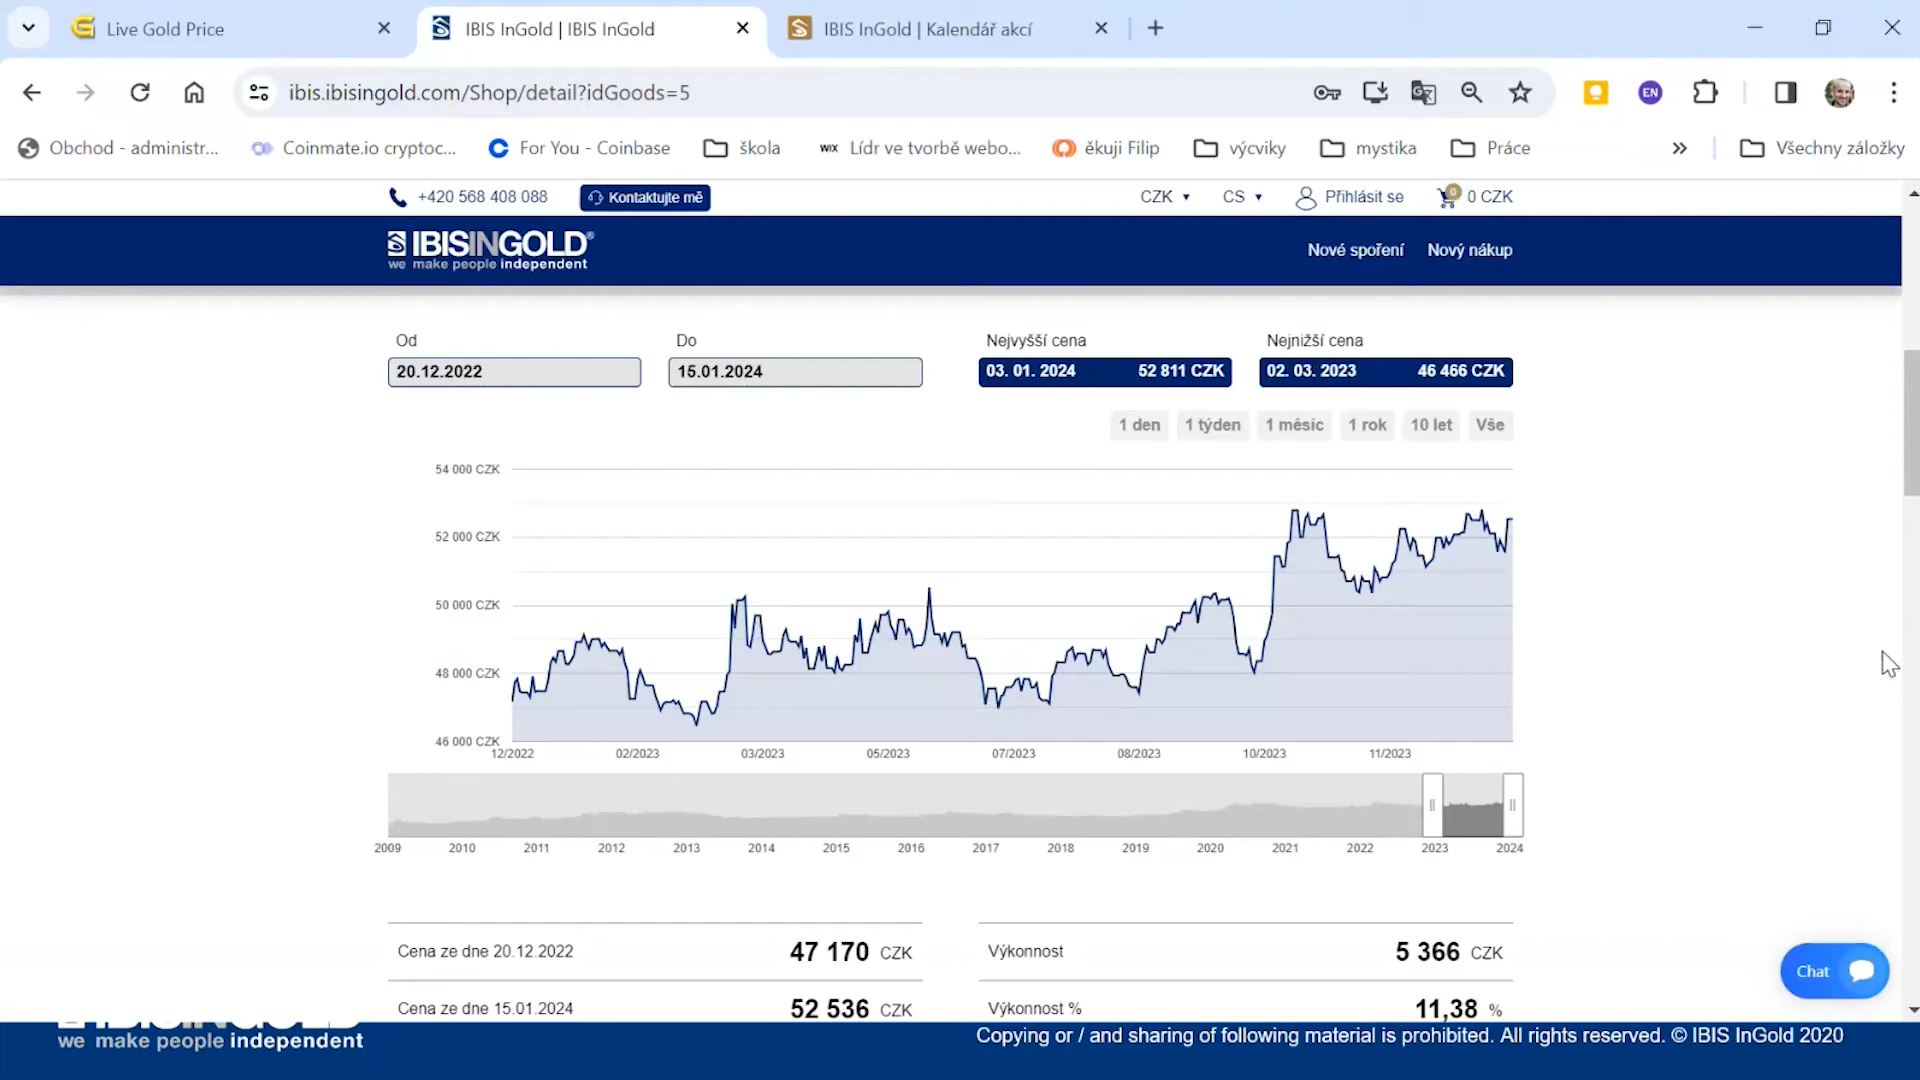 Live Gold Price
IBIS InGold | IBIS InGold
IBIS InGold | Kalendář akcí
ibis.ibisingold.com/Shop/detail?idGoods=5
EN
Obchod - administr...
Coinmate.io cryptoc...
For You - Coinbase
škola
WIX Lídr ve tvorbě webo...
ěkuji Filip
výcviky
mystika
Práce
Všechny záložky
+420 568 408 088
Kontaktujte mě
CZK
CS
Přihlásit se
0
0 CZK
IBISINGOLD®
we make people independent
Nové spoření
Nový nákup
Od
Do
Nejvyšší cena
Nejnižší cena
20.12.2022
15.01.2024
03. 01. 2024 52 811 CZK
02. 03. 2023 46 466 CZK
1 den
1 týden
1 měsíc
1 rok
10 let
Vše
54 000 CZK
52 000 CZK
50 000 CZK
48 000 CZK
46 000 CZK
12/2022 02/2023 03/2023 05/2023 07/2023 08/2023 10/2023 11/2023
2009 2010 2011 2012 2013 2014 2015 2016 2017 2018 2019 2020 2021 2022 2023 2024
Cena ze dne 20.12.2022 47 170 CZK
Výkonnost 5 366 CZK
Cena ze dne 15.01.2024 52 536 CZK
Výkonnost % 11,38 %
Chat
IBISINGOLD
we make people independent
Copying or / and sharing of following material is prohibited. All rights reserved. © IBIS InGold 2020